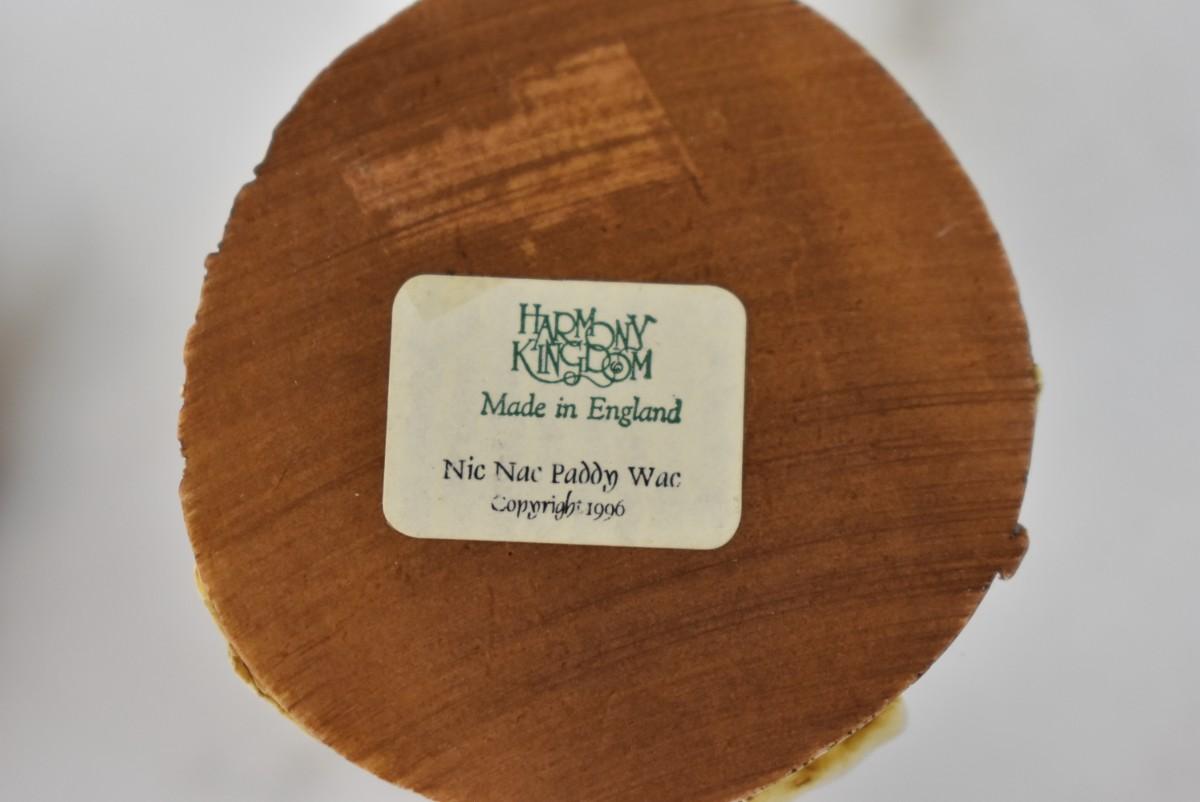 HARMONY
KINGDOM
Made in England
Nic Nac Paddy Wac
Copyright 1996